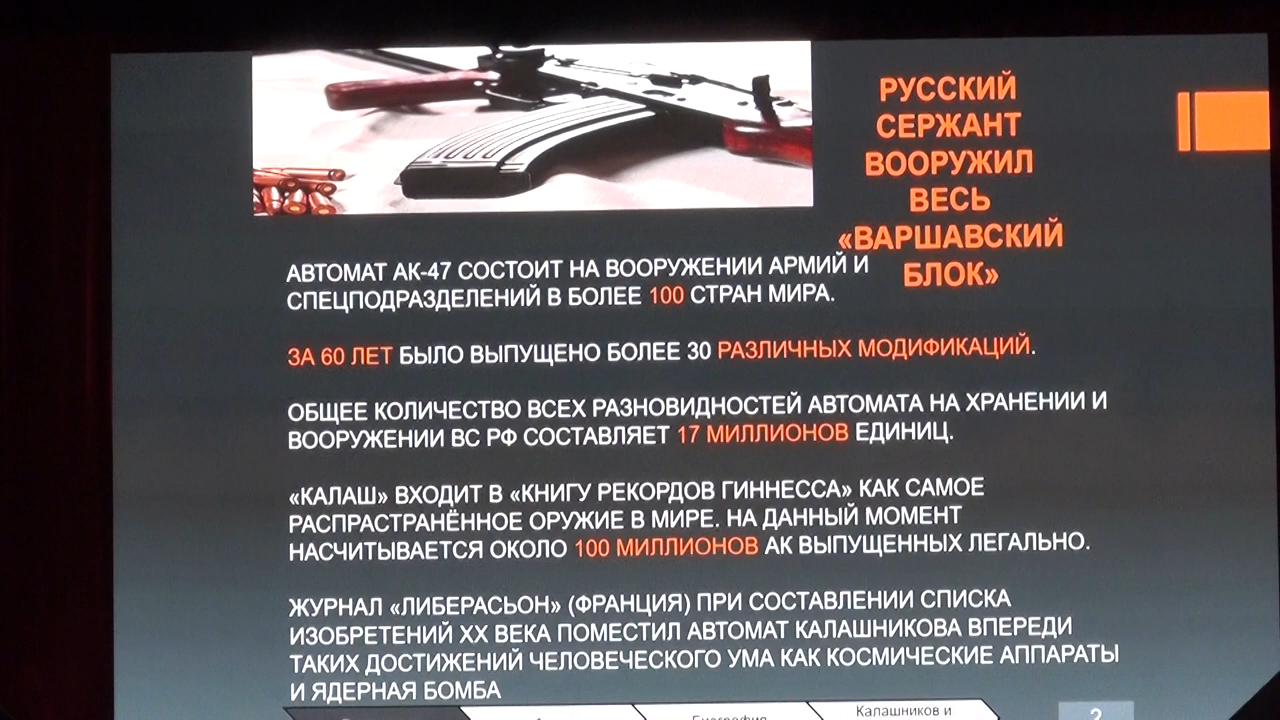 РУССКИЙ
СЕРЖАНТ
ВООРУЖИЛ
ВЕСЬ
«ВАРШАВСКИЙ
БЛОК»
АВТОМАТ АК-47 СОСТОИТ НА ВООРУЖЕНИИ АРМИЙ И
СПЕЦПОДРАЗДЕЛЕНИЙ В БОЛЕЕ 100 СТРАН МИРА.
ЗА 60 ЛЕТ БЫЛО ВЫПУЩЕНО БОЛЕЕ 30 РАЗЛИЧНЫХ МОДИФИКАЦИЙ.
ОБЩЕЕ КОЛИЧЕСТВО ВСЕХ РАЗНОВИДНОСТЕЙ АВТОМАТА НА ХРАНЕНИИ И
ВООРУЖЕНИИ ВС РФ СОСТАВЛЯЕТ 17 МИЛЛИОНОВ ЕДИНИЦ.
«КАЛАШ» ВХОДИТ В «КНИГУ РЕКОРДОВ ГИННЕССА» КАК САМОЕ
РАСПРАСТРАНЁННОЕ ОРУЖИЕ В МИРЕ. НА ДАННЫЙ МОМЕНТ
НАСЧИТЫВАЕТСЯ ОКОЛО 100 МИЛЛИОНОВ АК ВЫПУЩЕННЫХ ЛЕГАЛЬНО.
ЖУРНАЛ «ЛИБЕРАСЬОН» (ФРАНЦИЯ) ПРИ СОСТАВЛЕНИИ СПИСКА
ИЗОБРЕТЕНИЙ XX ВЕКА ПОМЕСТИЛ АВТОМАТ КАЛАШНИКОВА ВПЕРЕДИ
ТАКИХ ДОСТИЖЕНИЙ ЧЕЛОВЕЧЕСКОГО УМА КАК КОСМИЧЕСКИЕ АППАРАТЫ
И ЯДЕРНАЯ БОМБА
Биография
Калашников и
2